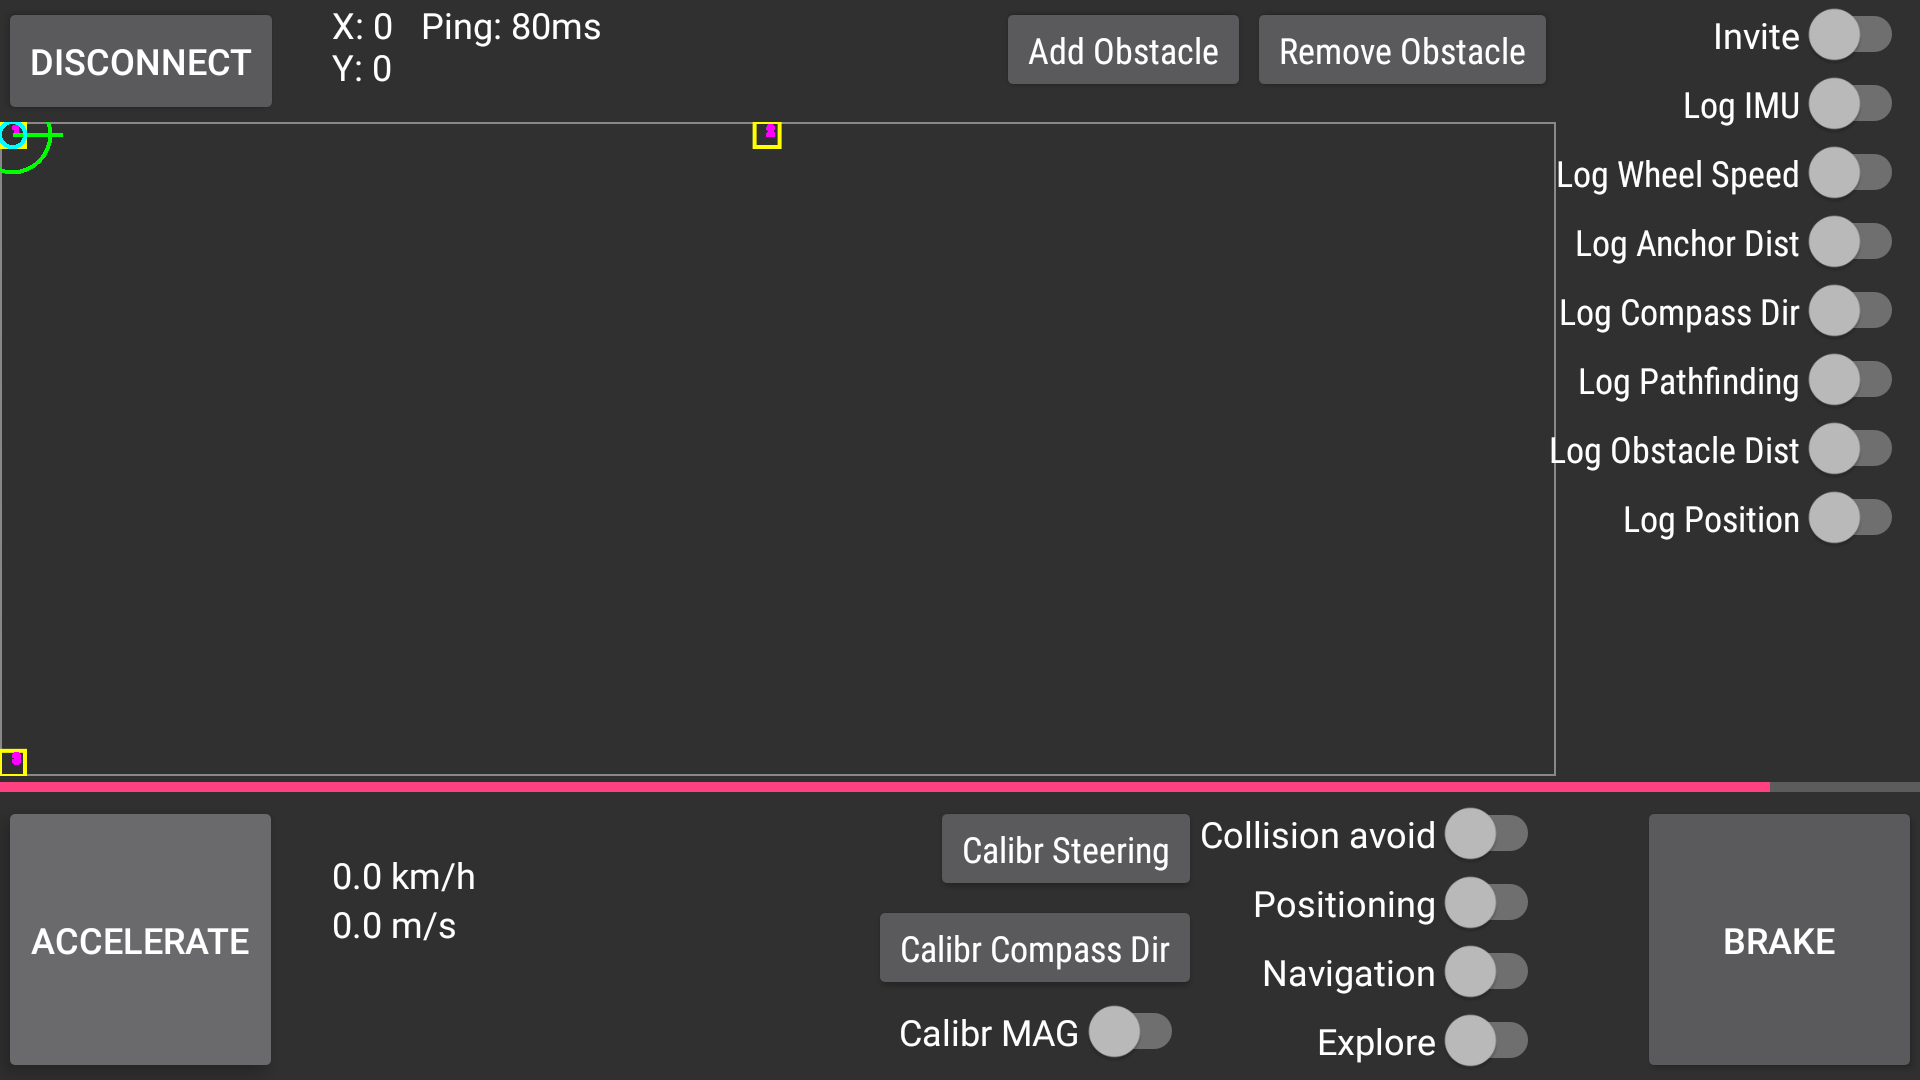 DISCONNECT
X: 0 Ping: 80ms
Y: 0
Add Obstacle
Remove Obstacle
Invite
Log IMU
Log Wheel Speed
Log Anchor Dist
Log Compass Dir
Log Pathfinding
Log Obstacle Dist
Log Position
ACCELERATE
0.0 km/h
0.0 m/s
Calibr Steering
Calibr Compass Dir
Calibr MAG
Collision avoid
Positioning
Navigation
Explore
BRAKE